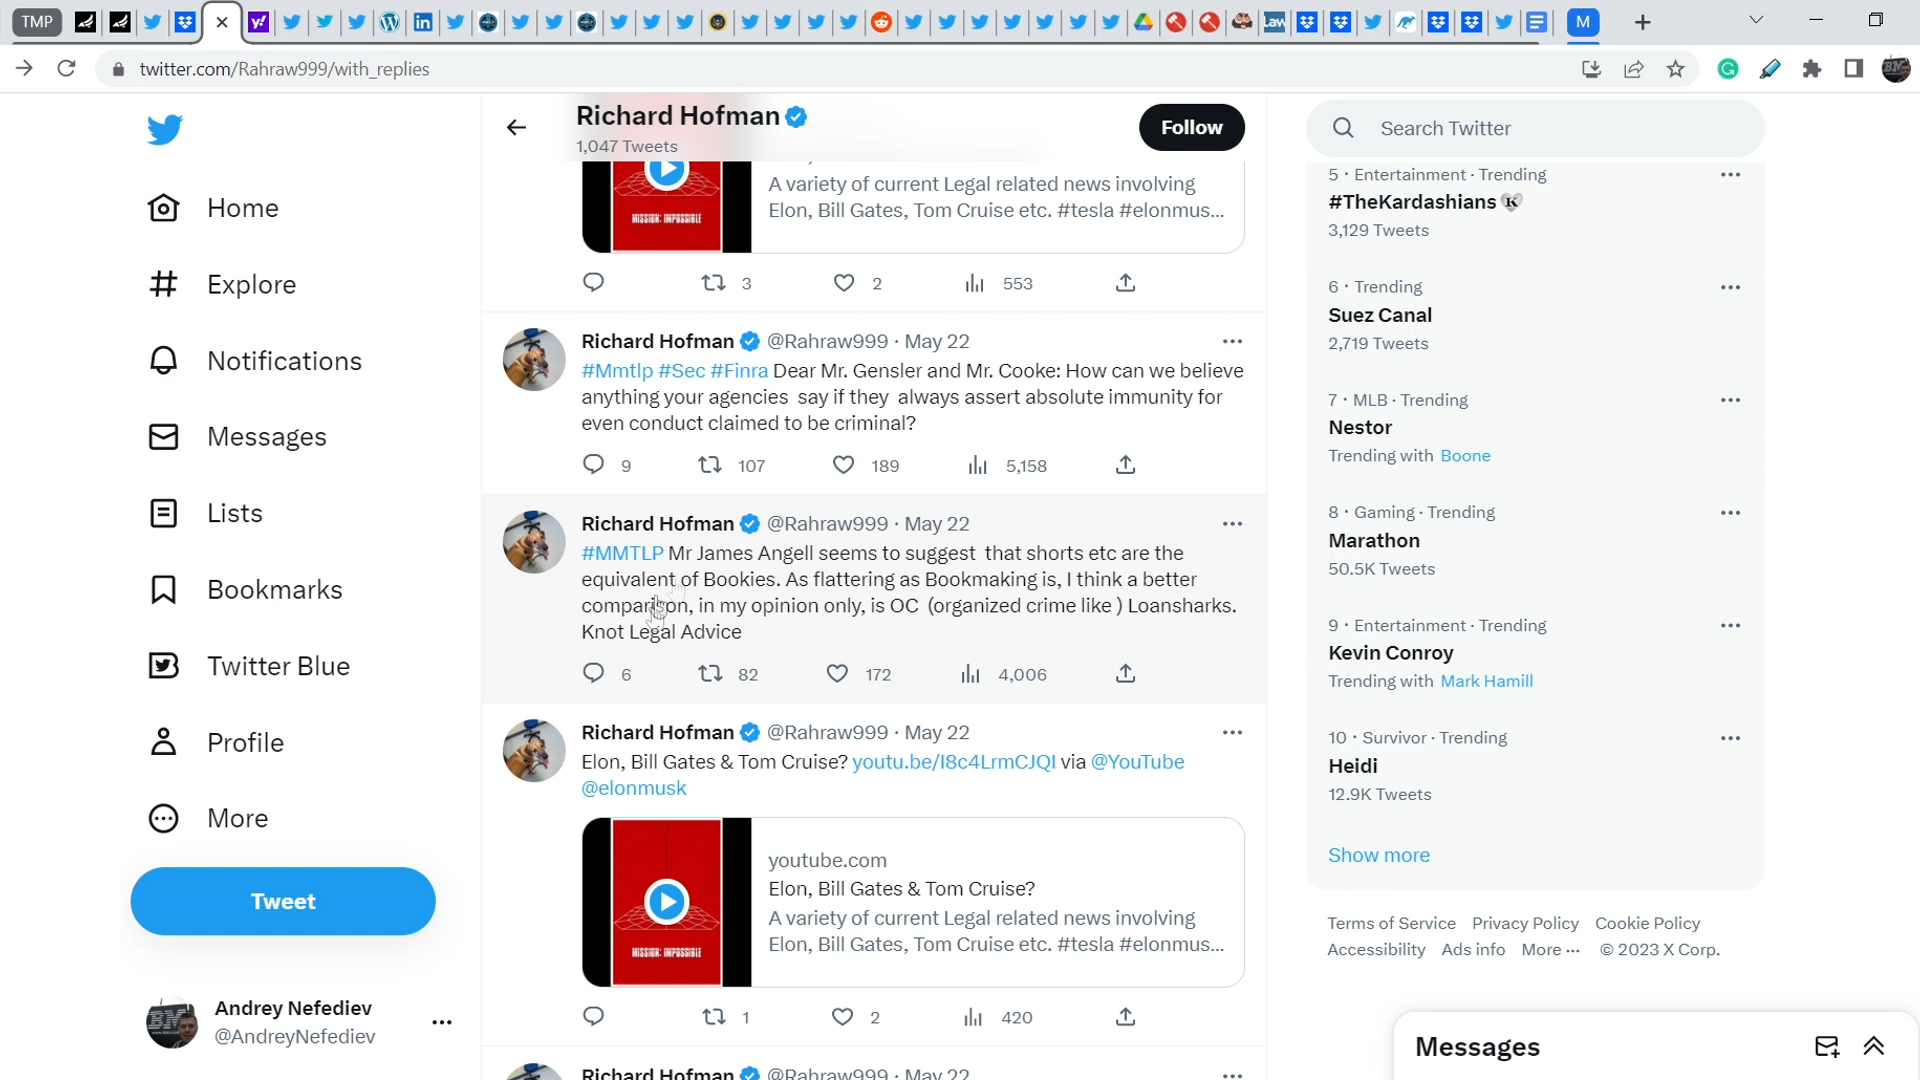 TMP
M
twitter.com/Rahraw999/with_replies
Richard Hofman
1,047 Tweets
Follow
Search Twitter
Home
Explore
Notifications
Messages
Lists
Bookmarks
Twitter Blue
Profile
More
Tweet
Andrey Nefediev
@AndreyNefediev
MISSION: IMPOSSIBLE
A variety of current Legal related news involving
Elon, Bill Gates, Tom Cruise etc. #tesla #elonmus...
3 2 553
Richard Hofman @Rahraw999 · May 22
#Mmtlp #Sec #Finra Dear Mr. Gensler and Mr. Cooke: How can we believe
anything your agencies say if they always assert absolute immunity for
even conduct claimed to be criminal?
9 107 189 5,158
Richard Hofman @Rahraw999 · May 22
#MMTLP Mr James Angell seems to suggest that shorts etc are the
equivalent of Bookies. As flattering as Bookmaking is, I think a better
comparison, in my opinion only, is OC (organized crime like ) Loansharks.
Knot Legal Advice
6 82 172 4,006
Richard Hofman @Rahraw999 · May 22
Elon, Bill Gates & Tom Cruise? youtu.be/I8c4LrmCJQI via @YouTube
@elonmusk
MISSION: IMPOSSIBLE
youtube.com
Elon, Bill Gates & Tom Cruise?
A variety of current Legal related news involving
Elon, Bill Gates, Tom Cruise etc. #tesla #elonmus...
1 2 420
Richard Hofman @Rahraw999 · May 22
5 · Entertainment · Trending
#TheKardashians
3,129 Tweets
6 · Trending
Suez Canal
2,719 Tweets
7 · MLB · Trending
Nestor
Trending with Boone
8 · Gaming · Trending
Marathon
50.5K Tweets
9 · Entertainment · Trending
Kevin Conroy
Trending with Mark Hamill
10 · Survivor · Trending
Heidi
12.9K Tweets
Show more
Terms of Service Privacy Policy Cookie Policy
Accessibility Ads info More ··· © 2023 X Corp.
Messages